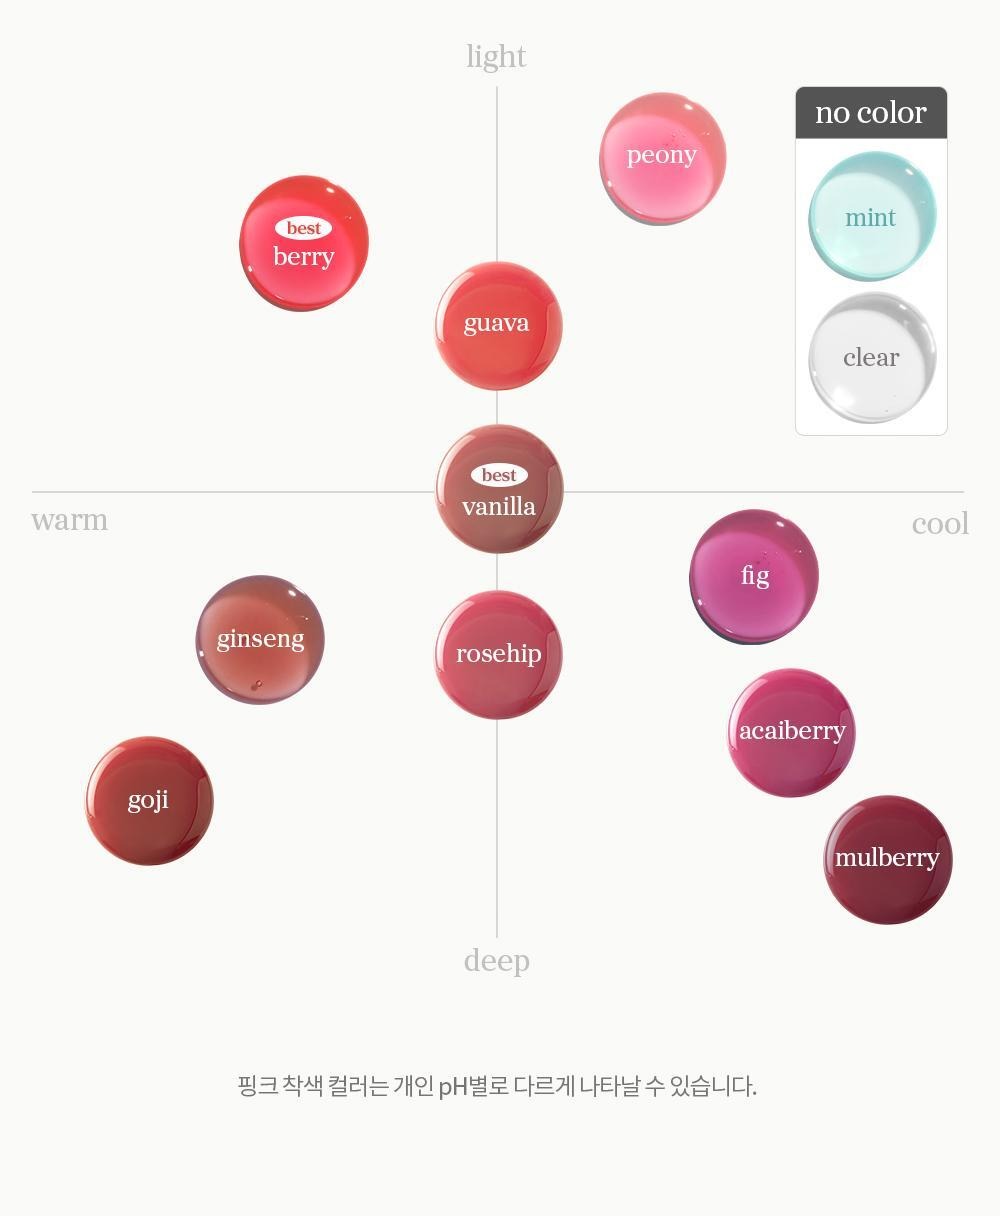 light
no color
peony
mint
best
berry
guava
clear
best
vanilla
warm
cool
fig
ginseng
rosehip
acaiberry
goji
mulberry
deep
핑크 착색 컬러는 개인 pH별로 다르게 나타날 수 있습니다.